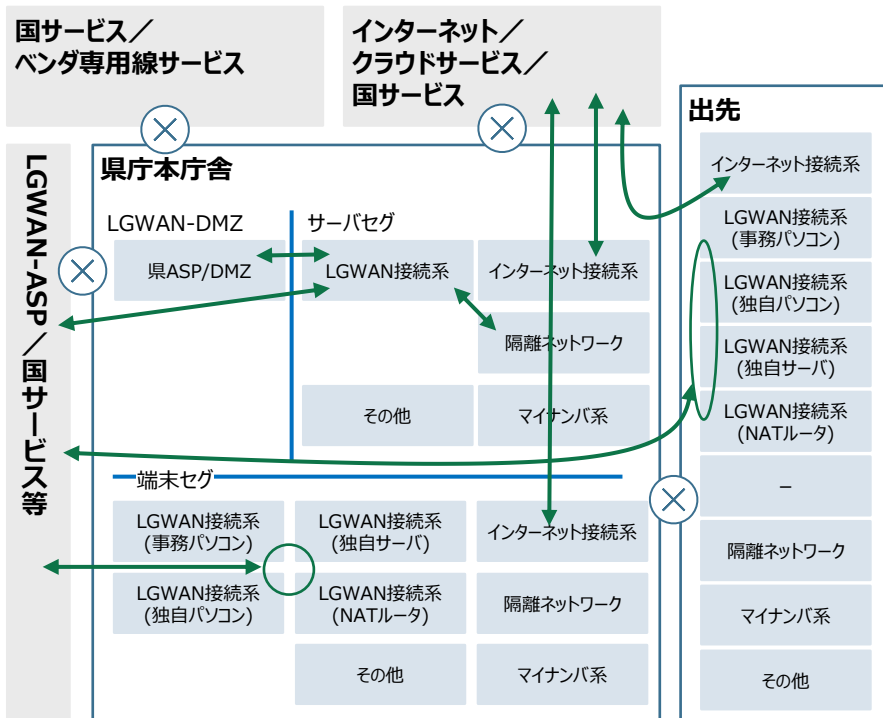 国サービス／
ベンダ専用線サービス
インターネット／
クラウドサービス／
国サービス
LGWAN-ASP／国サービス等
県庁本庁舎
LGWAN-DMZ
県ASP/DMZ
サーバセグ
LGWAN接続系
インターネット接続系
隔離ネットワーク
その他
マイナンバ系
端末セグ
LGWAN接続系
(事務パソコン)
LGWAN接続系
(独自サーバ)
インターネット接続系
LGWAN接続系
(独自パソコン)
LGWAN接続系
(NATルータ)
隔離ネットワーク
その他
マイナンバ系
出先
インターネット接続系
LGWAN接続系
(事務パソコン)
LGWAN接続系
(独自パソコン)
LGWAN接続系
(独自サーバ)
LGWAN接続系
(NATルータ)
－
隔離ネットワーク
マイナンバ系
その他